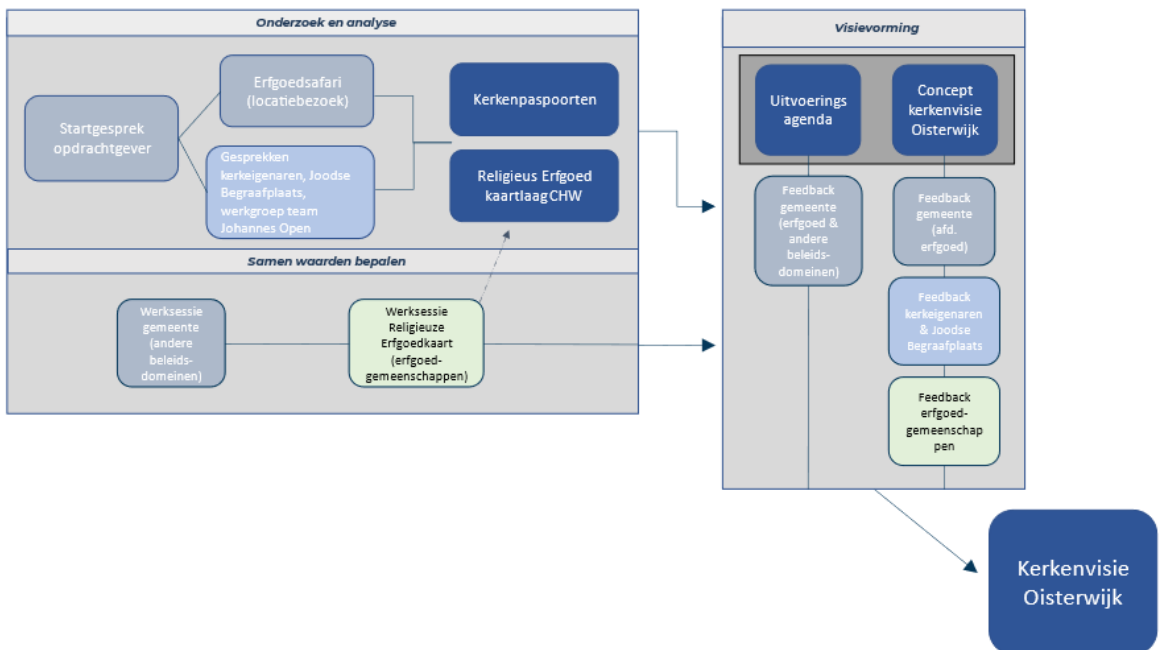 Onderzoek en analyse
Startgesprek
opdrachtgever
Erfgoedsafari
(locatiebezoek)
Gesprekken
kerkeigenaren, Joodse
Begraafplaats,
werkgroep team
Johannes Open
Kerkenpaspoorten
Religieus Erfgoed
kaartlaag CHW
Samen waarden bepalen
Werksessie
gemeente
(andere
beleids-
domeinen)
Werksessie
Religieuze
Erfgoedkaart
(erfgoed-
gemeenschappen)
Visievorming
Uitvoerings
agenda
Concept
kerkenvisie
Oisterwijk
Feedback
gemeente
(erfgoed &
andere
beleids-
domeinen)
Feedback
gemeente
(afd.
erfgoed)
Feedback
kerkeigenaren
& Joodse
Begraafplaats
Feedback
erfgoed-
gemeenschap
pen
Kerkenvisie
Oisterwijk